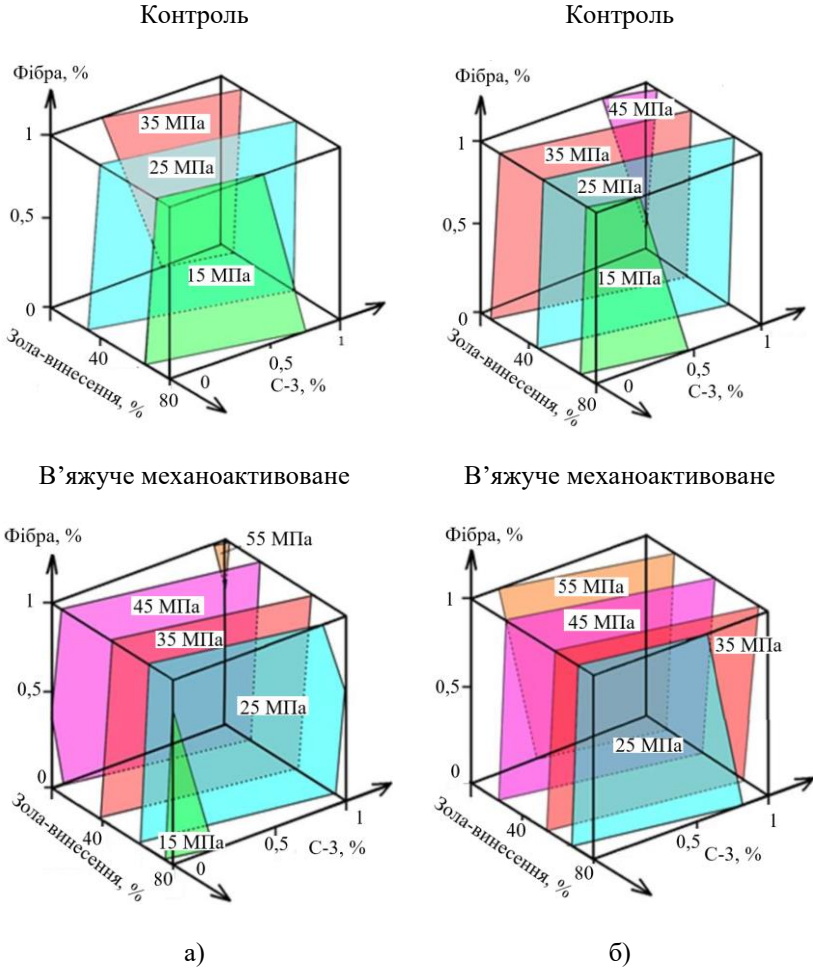 Контроль
Контроль
Фібра, %
1
0,5
0
35 МПа
25 МПа
15 МПа
Зола-винесення, %
40
80
0
0,5
1
С-3, %
Фібра, %
1
0,5
0
45 МПа
35 МПа
25 МПа
15 МПа
Зола-винесення, %
40
80
0
0,5
1
С-3, %
В’яжуче механоактивоване
В’яжуче механоактивоване
Фібра, %
1
0,5
0
55 МПа
45 МПа
35 МПа
25 МПа
15 МПа
Зола-винесення, %
40
80
0
0,5
1
С-3, %
Фібра, %
1
0,5
0
55 МПа
45 МПа
35 МПа
25 МПа
Зола-винесення, %
40
80
0
0,5
1
С-3, %
а)
б)